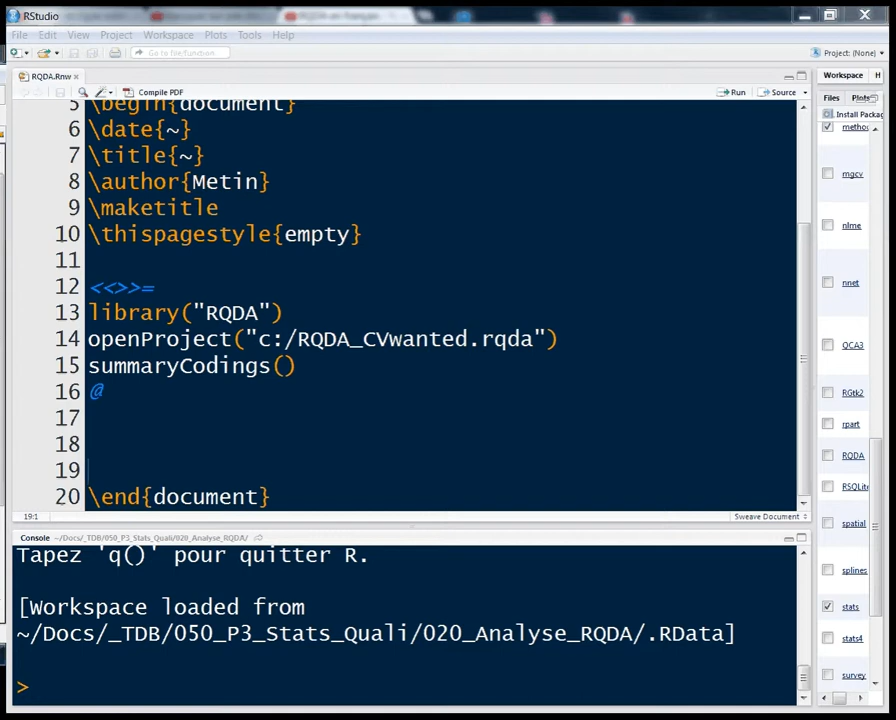 RStudio
File Edit View Project Workspace Plots Tools Help
Go to file/function
Project: (None)
RQDA.Rnw
Workspace H
Compile PDF
Run
Source
Files Plots
Install Packag
5 \begin{document}
6 \date{~}
7 \title{~}
8 \author{Metin}
9 \maketitle
10 \thispagestyle{empty}
11
12 <<>>=
13 library("RQDA")
14 openProject("c:/RQDA_CVwanted.rqda")
15 summaryCodings()
16 @
17
18
19
20 \end{document}
19:1
Sweave Document
metho
mgcv
nlme
nnet
QCA3
RGtk2
rpart
RQDA
RSQLite
spatial
splines
stats
stats4
survey
Console ~/Docs/_TDB/050_P3_Stats_Quali/020_Analyse_RQDA/
Tapez 'q()' pour quitter R.
[Workspace loaded from
~/Docs/_TDB/050_P3_Stats_Quali/020_Analyse_RQDA/.RData]
>